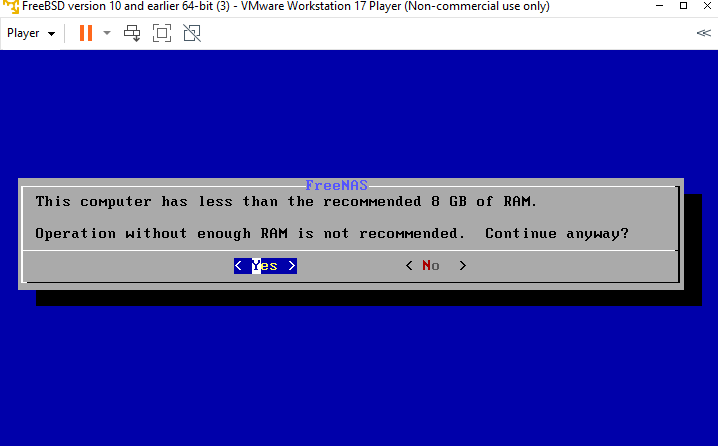 FreeBSD version 10 and earlier 64-bit (3) - VMware Workstation 17 Player (Non-commercial use only)
Player
FreeNAS
This computer has less than the recommended 8 GB of RAM.
Operation without enough RAM is not recommended.  Continue anyway?
< Yes > < No >